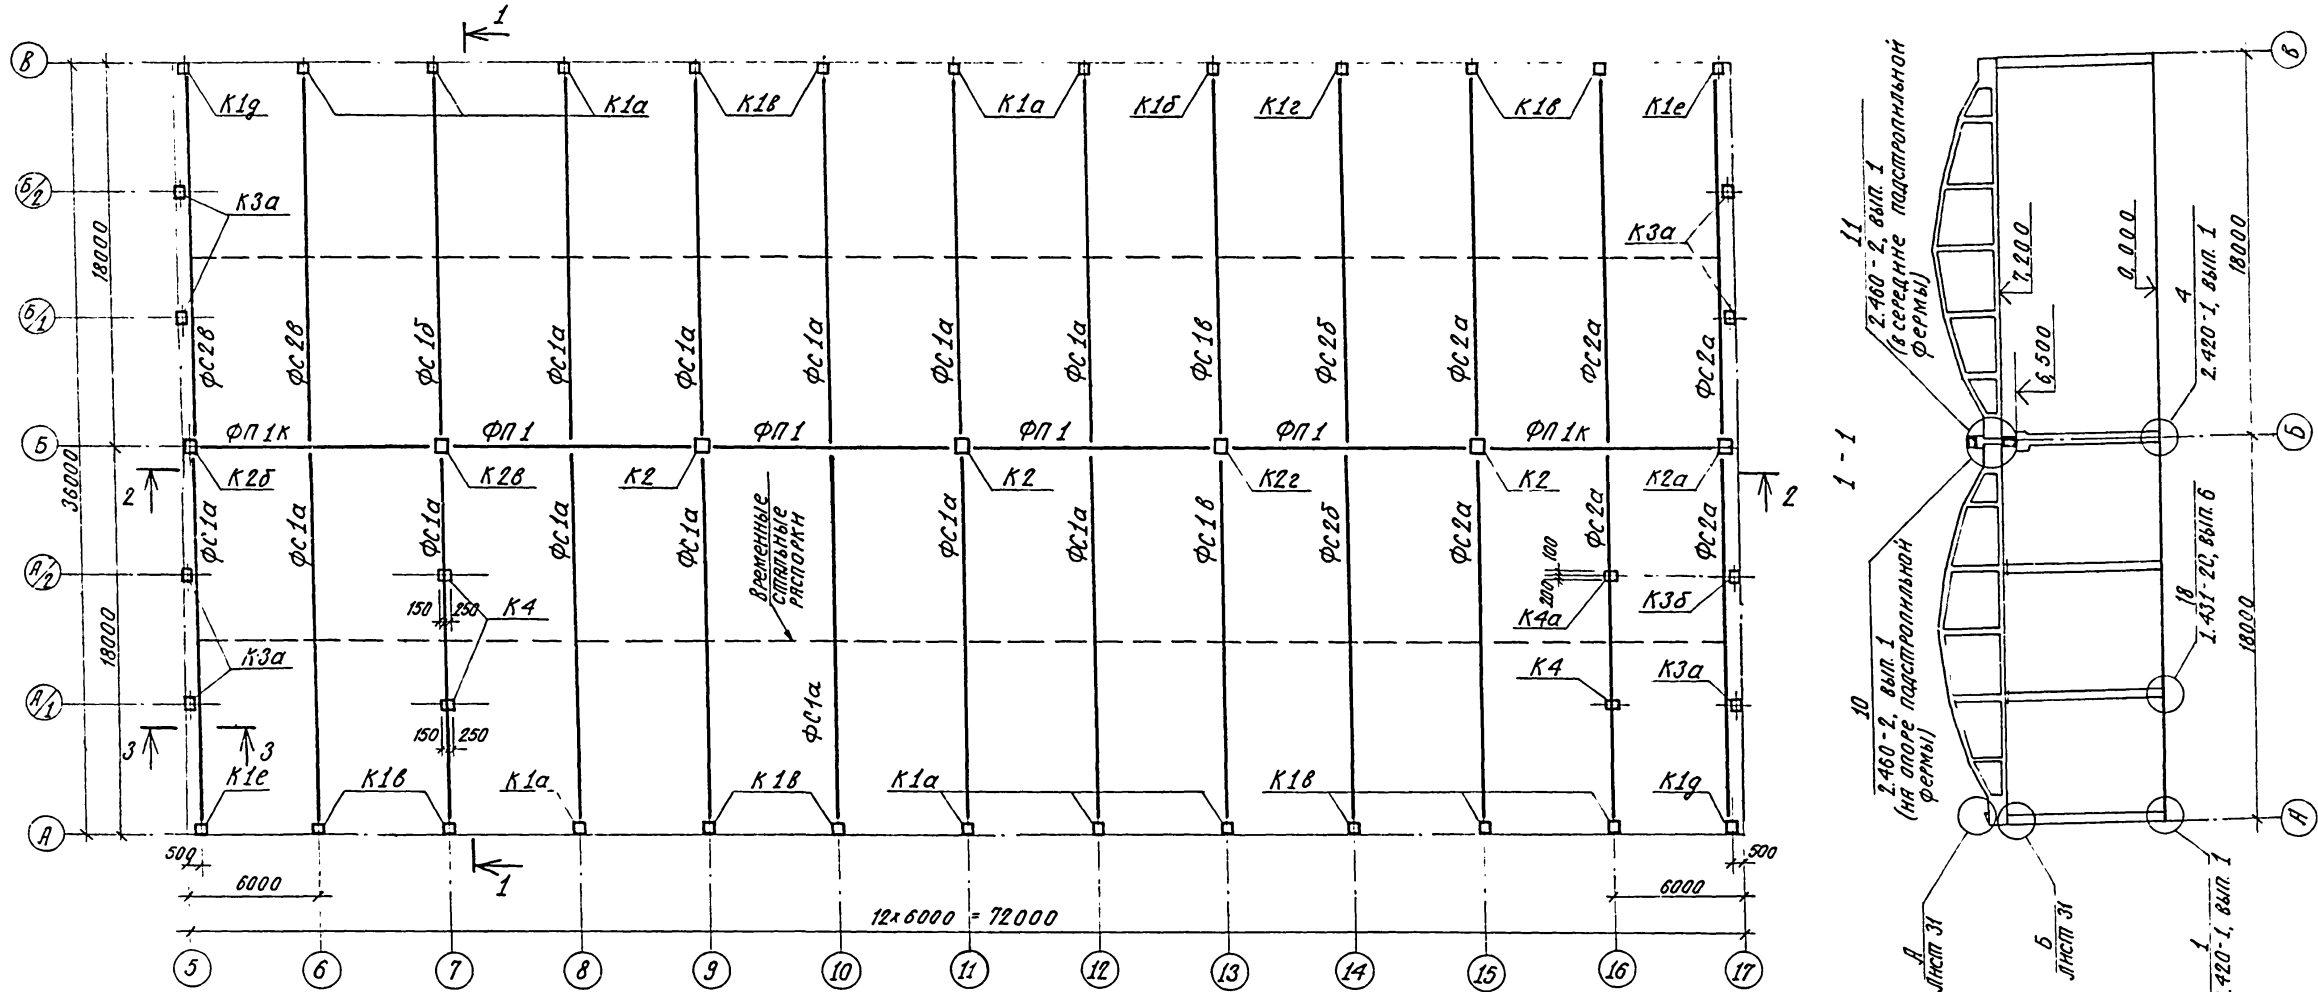 1
В
К1д
К1а
К1в
К1а
К1б
К1г
К1в
К1е
Б/2
К3а
К3а
18000
Б/1
ФС2в
ФС2в
ФС1б
ФС1а
ФС1а
ФС1а
ФС1а
ФС1а
ФС1в
ФС2б
ФС2а
ФС2а
ФС2а
Б
ФП1к
ФП1
ФП1
ФП1
ФП1к
36000
2
К2б
К2в
К2
К2
К2г
К2
К2а
2
ФС1а
ФС1а
ФС1а
ФС1а
ФС1а
Временные
стальные
распорки
ФС1а
ФС1а
ФС1в
ФС2б
ФС2а
ФС2а
ФС2а
100
200
А/2
150
250
К4
К4а
К3б
18000
К3а
К4
К3а
А/1
ФС1а
150
250
3
3
К1е
К1в
К1а
К1в
К1а
К1в
К1д
А
500
1
500
6000
6000
12×6000 = 72000
5
6
7
8
9
10
11
12
13
14
15
16
17
1 - 1
11
2.460-2, вып. 1
(в середине подстропильной
фермы)
7,200
0,000
6,500
4
2.420-1, вып. 1
18000
В
Б
10
2.460-2, вып. 1
(на опоре подстропильной
фермы)
18
1.431-2С, вып. 6
18000
А
А
Лист 31
Б
Лист 31
1
.420-1, вып. 1